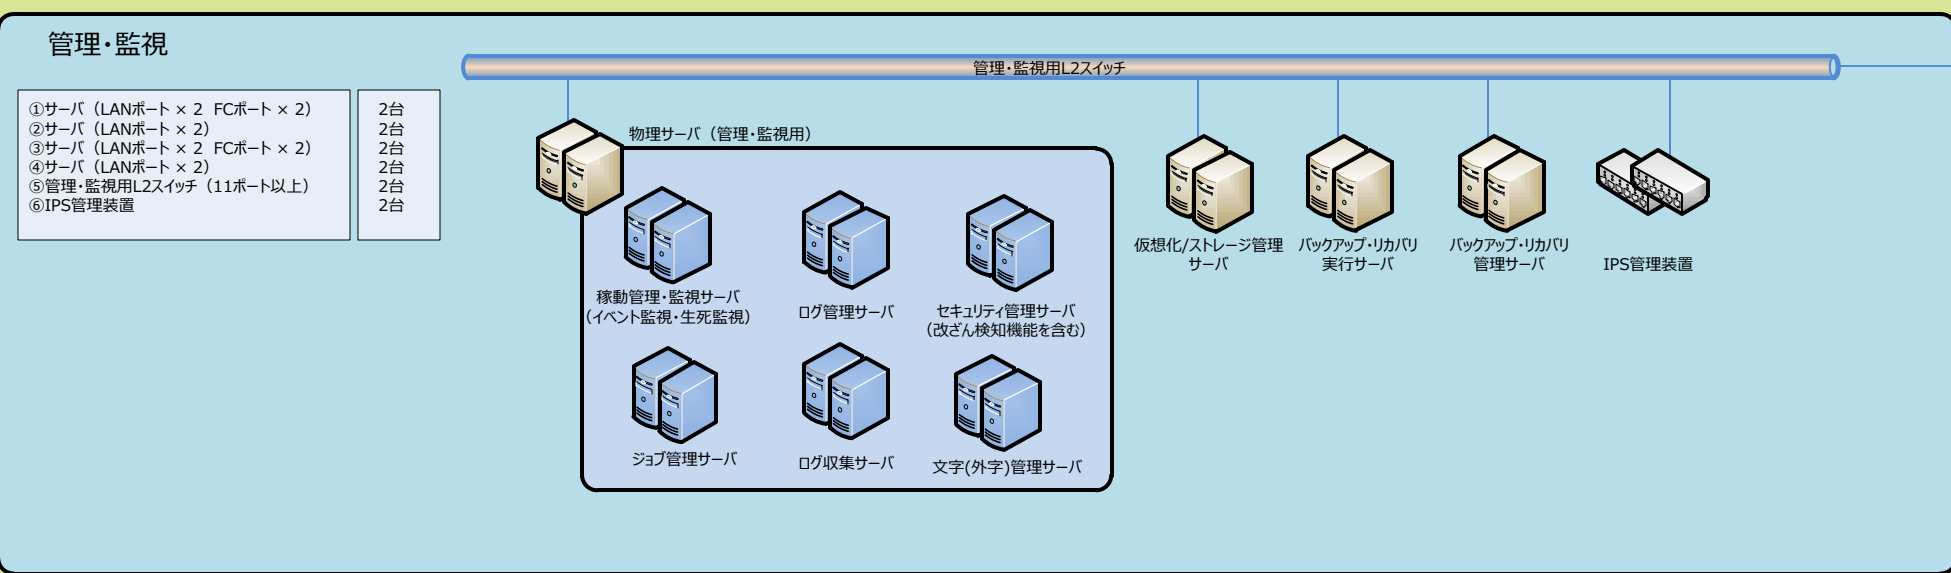 管理・監視
管理・監視用L2スイッチ
①サーバ（LANポート × 2 FCポート × 2） 2台
②サーバ（LANポート × 2） 2台
③サーバ（LANポート × 2 FCポート × 2） 2台
④サーバ（LANポート × 2） 2台
⑤管理・監視用L2スイッチ（11ポート以上） 2台
⑥IPS管理装置 2台
物理サーバ（管理・監視用）
稼動管理・監視サーバ
（イベント監視・生死監視）
ログ管理サーバ
セキュリティ管理サーバ
（改ざん検知機能を含む）
ジョブ管理サーバ
ログ収集サーバ
文字(外字)管理サーバ
仮想化/ストレージ管理
サーバ
バックアップ・リカバリ
実行サーバ
バックアップ・リカバリ
管理サーバ
IPS管理装置